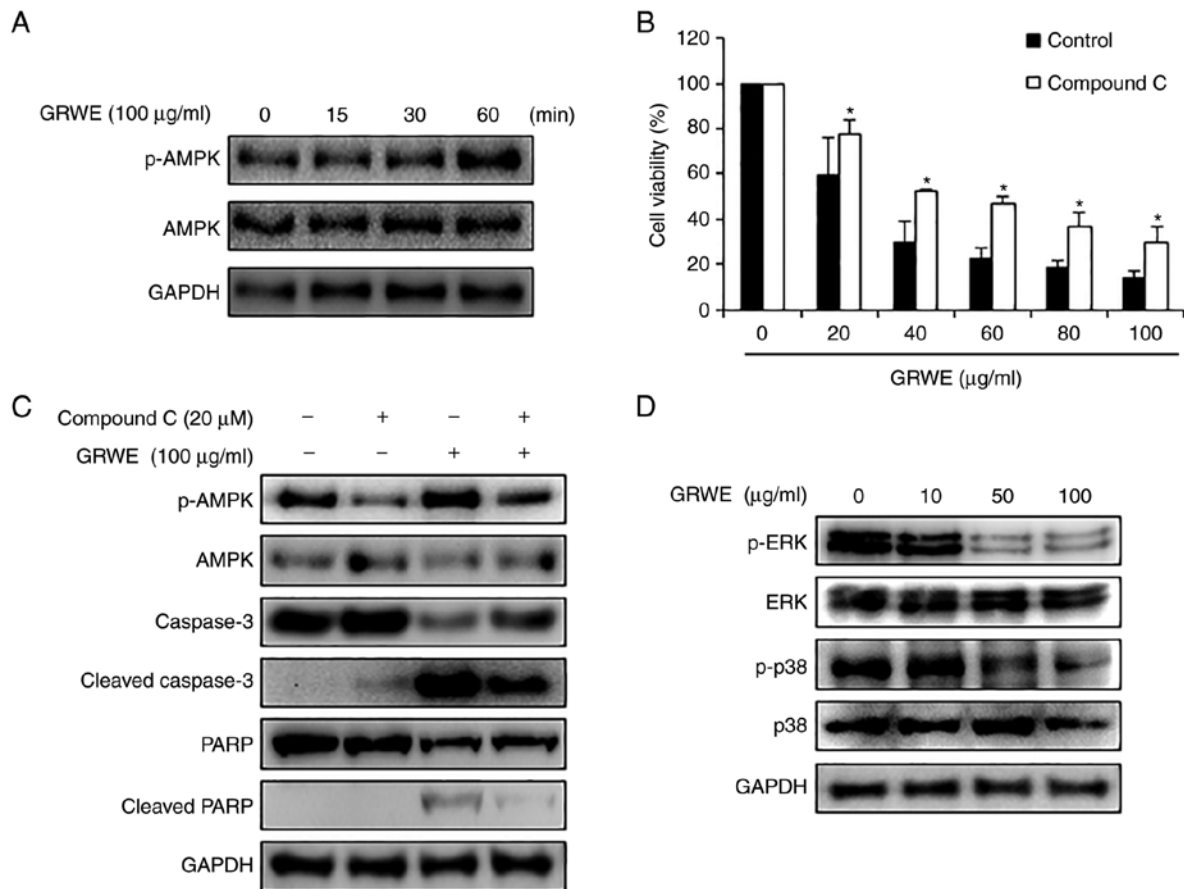 A
GRWE (100 µg/ml) 0 15 30 60 (min)
p-AMPK
AMPK
GAPDH
B
Control
Compound C
Cell viability (%)
120
100
80
60
40
20
0
* * * * *
0 20 40 60 80 100
GRWE (µg/ml)
C
Compound C (20 µM) – + – +
GRWE (100 µg/ml) – – + +
p-AMPK
AMPK
Caspase-3
Cleaved caspase-3
PARP
Cleaved PARP
GAPDH
D
GRWE (µg/ml) 0 10 50 100
p-ERK
ERK
p-p38
p38
GAPDH